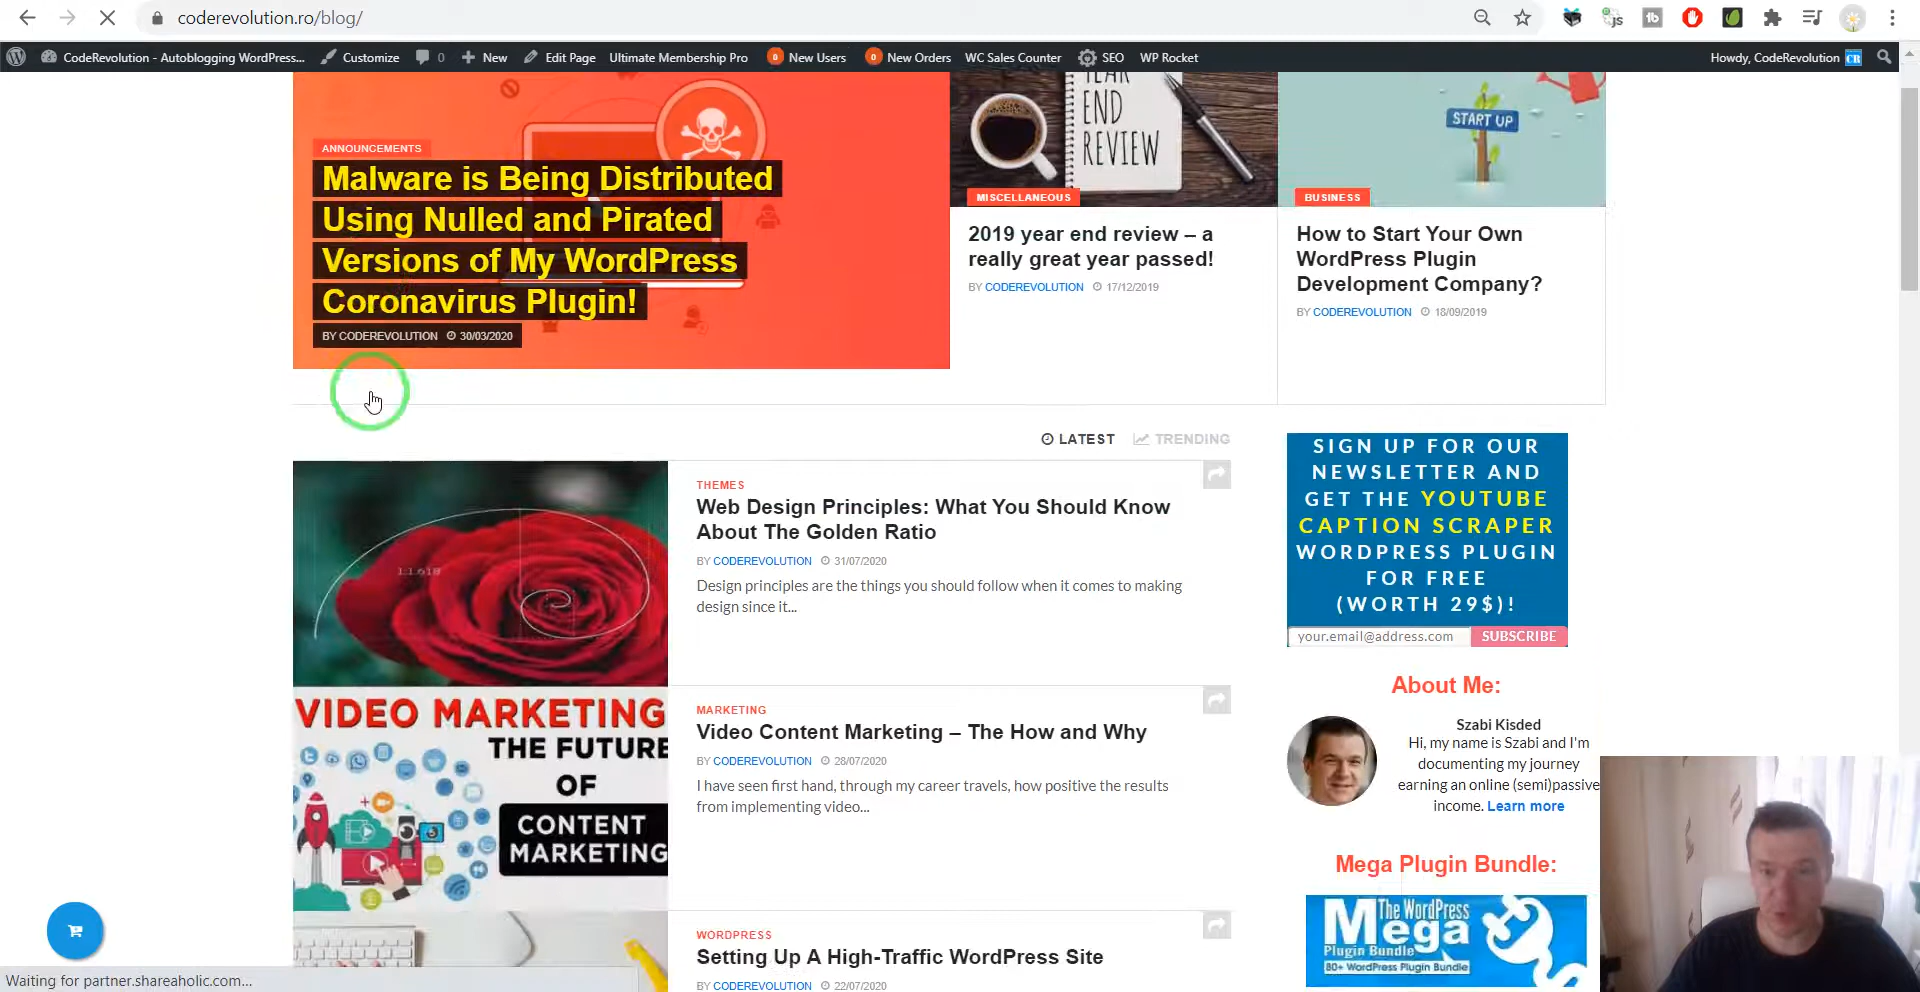 coderevolution.ro/blog/
CodeRevolution - Autoblogging WordPress...
Customize
0
New
Edit Page
Ultimate Membership Pro
0
New Users
0
New Orders
WC Sales Counter
SEO
WP Rocket
Howdy, CodeRevolution
CR
ANNOUNCEMENTS
Malware is Being Distributed
Using Nulled and Pirated
Versions of My WordPress
Coronavirus Plugin!
BY CODEREVOLUTION 30/03/2020
YEAR
END
REVIEW
MISCELLANEOUS
2019 year end review – a
really great year passed!
BY CODEREVOLUTION 17/12/2019
START UP
BUSINESS
How to Start Your Own
WordPress Plugin
Development Company?
BY CODEREVOLUTION 18/09/2019
LATEST
TRENDING
1:1.618
THEMES
Web Design Principles: What You Should Know
About The Golden Ratio
BY CODEREVOLUTION 31/07/2020
Design principles are the things you should follow when it comes to making
design since it...
VIDEO MARKETING
THE FUTURE
OF
CONTENT
MARKETING
MARKETING
Video Content Marketing – The How and Why
BY CODEREVOLUTION 28/07/2020
I have seen first hand, through my career travels, how positive the results
from implementing video...
WORDPRESS
Setting Up A High-Traffic WordPress Site
BY CODEREVOLUTION 22/07/2020
SIGN UP FOR OUR
NEWSLETTER AND
GET THE YOUTUBE
CAPTION SCRAPER
WORDPRESS PLUGIN
FOR FREE
(WORTH 29$)!
your.email@address.com
SUBSCRIBE
About Me:
Szabi Kisded
Hi, my name is Szabi and I'm
documenting my journey
earning an online (semi)passive
income. Learn more
Mega Plugin Bundle:
The WordPress
Mega
Plugin Bundle
80+ WordPress Plugin Bundle
Waiting for partner.shareaholic.com...